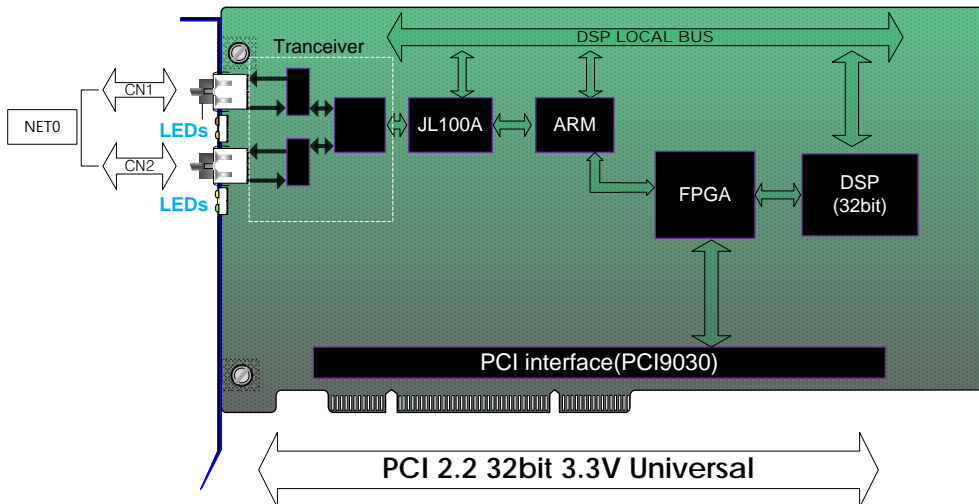 DSP LOCAL BUS
Tranceiver
CN1
NET0
LEDs
JL100A
ARM
CN2
LEDs
FPGA
DSP
(32bit)
PCI interface(PCI9030)
PCI 2.2 32bit 3.3V Universal